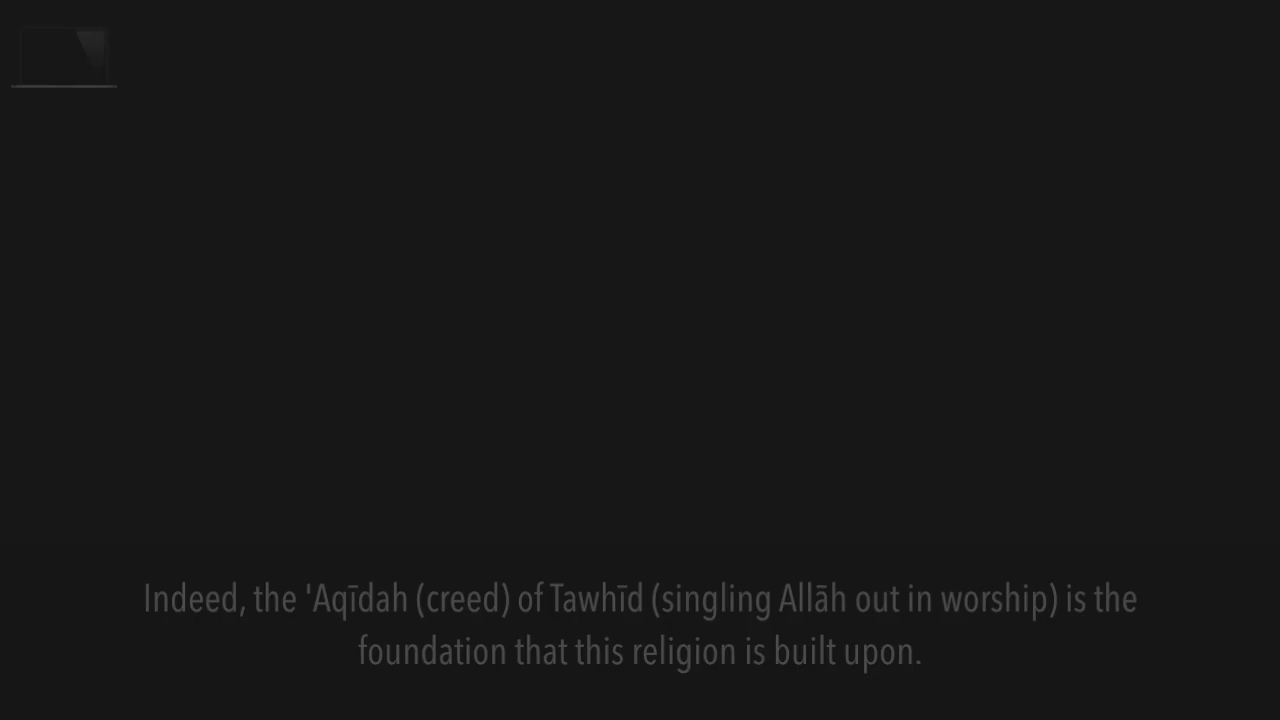 Indeed, the 'Aqīdah (creed) of Tawhīd (singling Allāh out in worship) is the
foundation that this religion is built upon.